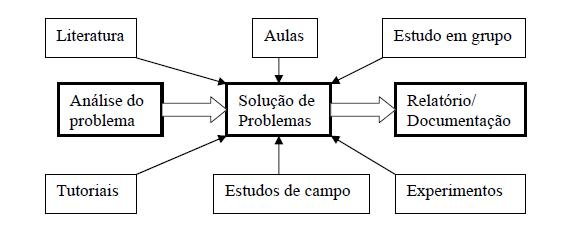 Literatura
Aulas
Estudo em grupo
Análise do
problema
Solução de
Problemas
Relatório/
Documentação
Tutoriais
Estudos de campo
Experimentos